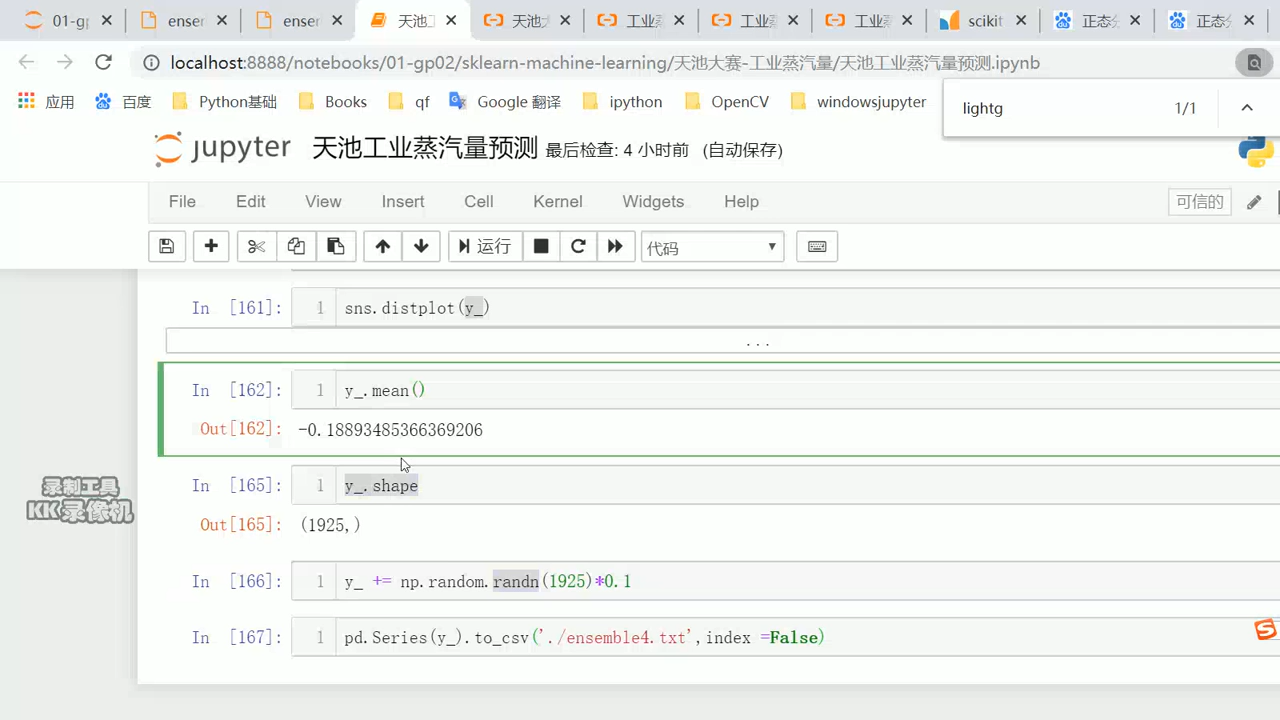 01-gp
enser
enser
天池工
天池大
工业蒸
工业蒸
工业蒸
scikit
正态分
正态分
localhost:8888/notebooks/01-gp02/sklearn-machine-learning/天池大赛-工业蒸汽量/天池工业蒸汽量预测.ipynb
应用 百度 Python基础 Books qf Google 翻译 ipython OpenCV windowsjupyter
lightg 1/1
jupyter 天池工业蒸汽量预测 最后检查: 4 小时前 (自动保存)
File Edit View Insert Cell Kernel Widgets Help 可信的
运行 代码
In [161]: 1 sns.distplot(y_)
...
In [162]: 1 y_.mean()
Out[162]: -0.18893485366369206
In [165]: 1 y_.shape
录制工具
KK录像机
Out[165]: (1925,)
In [166]: 1 y_ += np.random.randn(1925)*0.1
In [167]: 1 pd.Series(y_).to_csv('./ensemble4.txt',index =False)